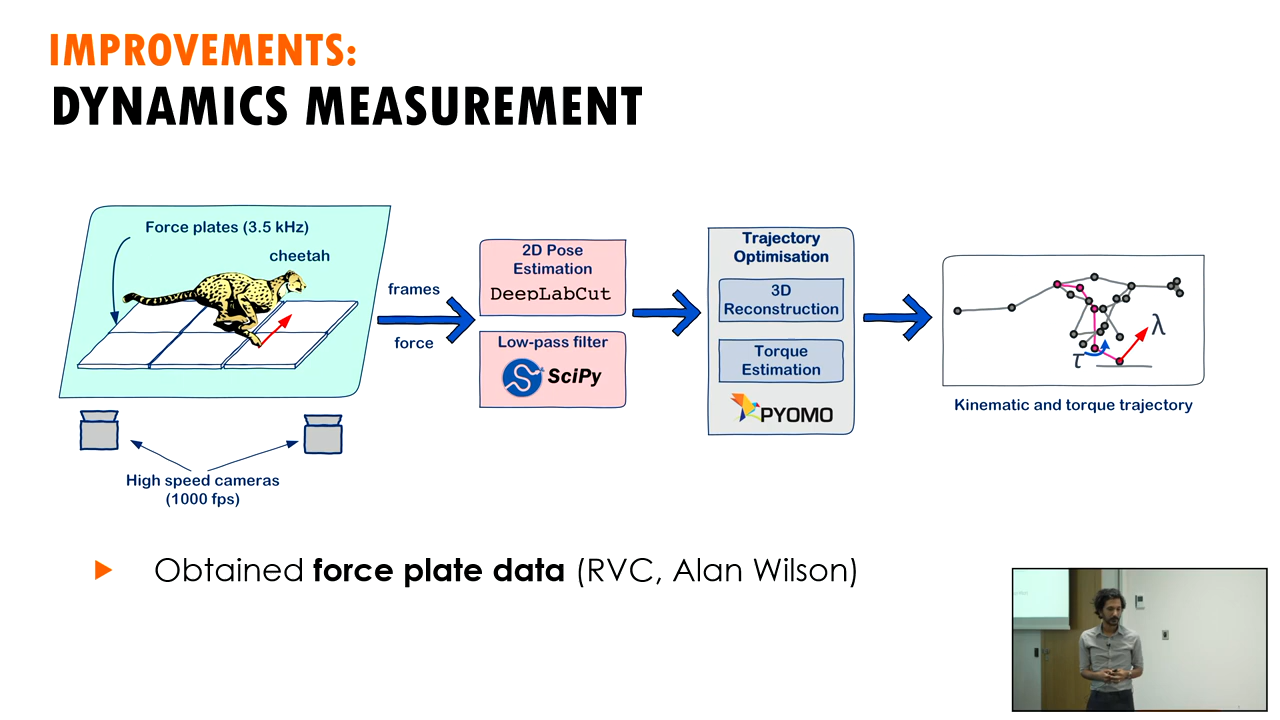 IMPROVEMENTS:
DYNAMICS MEASUREMENT
Force plates (3.5 kHz)
cheetah
High speed cameras
(1000 fps)
frames
force
2D Pose
Estimation
DeepLabCut
Low-pass filter
SciPy
Trajectory
Optimisation
3D
Reconstruction
Torque
Estimation
PYOMO
λ
τ
Kinematic and torque trajectory
Obtained force plate data (RVC, Alan Wilson)